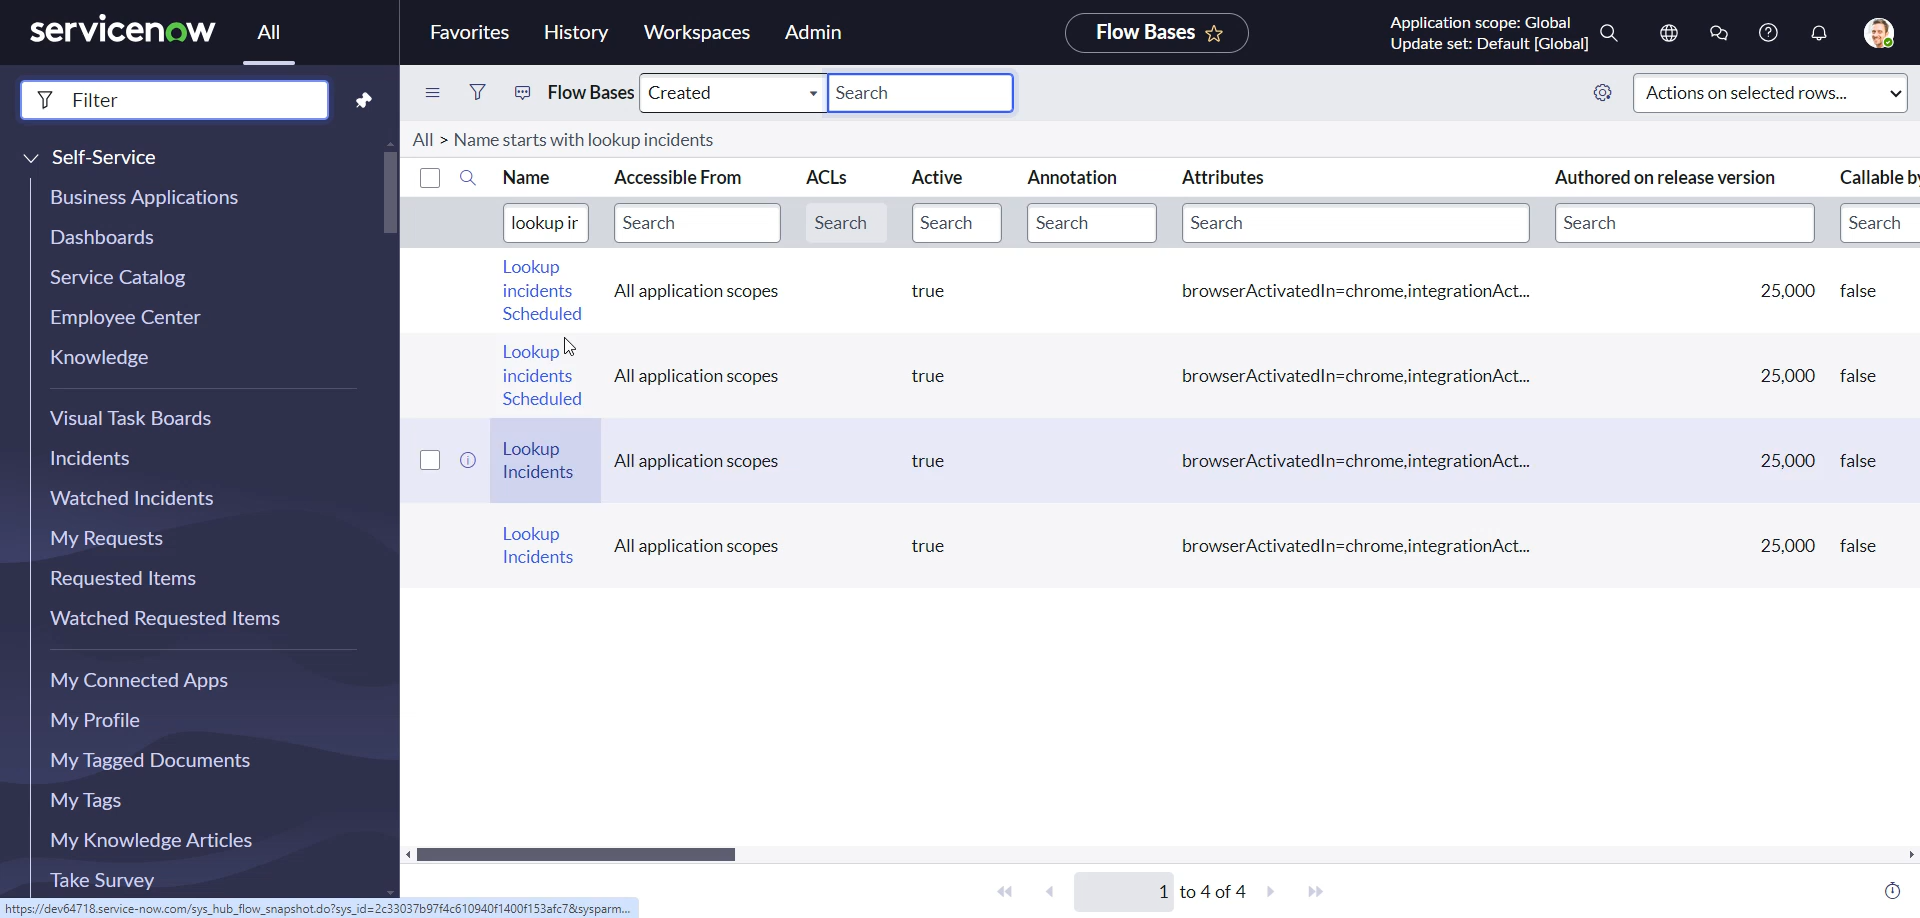 servicenow
All
Favorites
History
Workspaces
Admin
Flow Bases
Application scope: Global
Update set: Default [Global]
Filter
Self-Service
Business Applications
Dashboards
Service Catalog
Employee Center
Knowledge
Visual Task Boards
Incidents
Watched Incidents
My Requests
Requested Items
Watched Requested Items
My Connected Apps
My Profile
My Tagged Documents
My Tags
My Knowledge Articles
Take Survey
Flow Bases
Created
Search
Actions on selected rows...
All > Name starts with lookup incidents
Name Accessible From ACLs Active Annotation Attributes Authored on release version Callable by
lookup ir Search Search Search Search Search Search Search
Lookup
incidents
Scheduled
All application scopes true browserActivatedIn=chrome,integrationAct... 25,000 false
Lookup
incidents
Scheduled
All application scopes true browserActivatedIn=chrome,integrationAct... 25,000 false
Lookup
Incidents
All application scopes true browserActivatedIn=chrome,integrationAct... 25,000 false
Lookup
Incidents
All application scopes true browserActivatedIn=chrome,integrationAct... 25,000 false
1 to 4 of 4
https://dev64718.service-now.com/sys_hub_flow_snapshot.do?sys_id=2c33037b97f4c610940f1400f153afc7&sysparm...